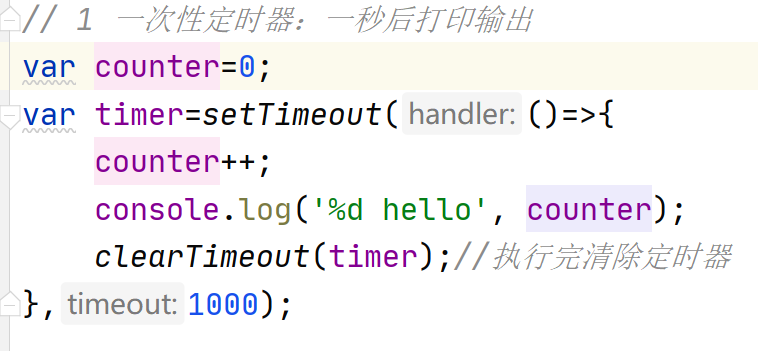 // 1 一次性定时器：一秒后打印输出
var counter=0;
var timer=setTimeout( handler: ()=>{
    counter++;
    console.log('%d hello', counter);
    clearTimeout(timer);//执行完清除定时器
}, timeout: 1000);